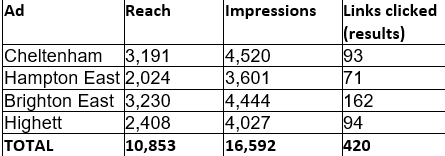 Ad Reach Impressions Links clicked
(results)
Cheltenham 3,191 4,520 93
Hampton East 2,024 3,601 71
Brighton East 3,230 4,444 162
Highett 2,408 4,027 94
TOTAL 10,853 16,592 420